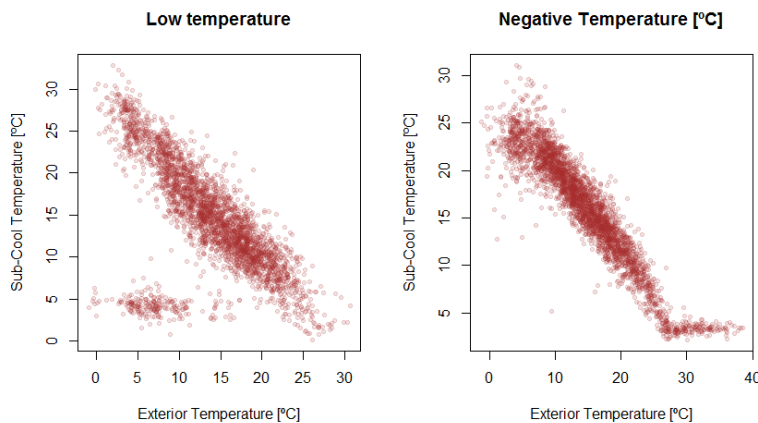 Low temperature
Sub-Cool Temperature [ºC]
30
25
20
15
10
5
0
0 5 10 15 20 25 30
Exterior Temperature [ºC]
Negative Temperature [ºC]
Sub-Cool Temperature [ºC]
30
25
20
15
10
5
0 10 20 30 40
Exterior Temperature [ºC]